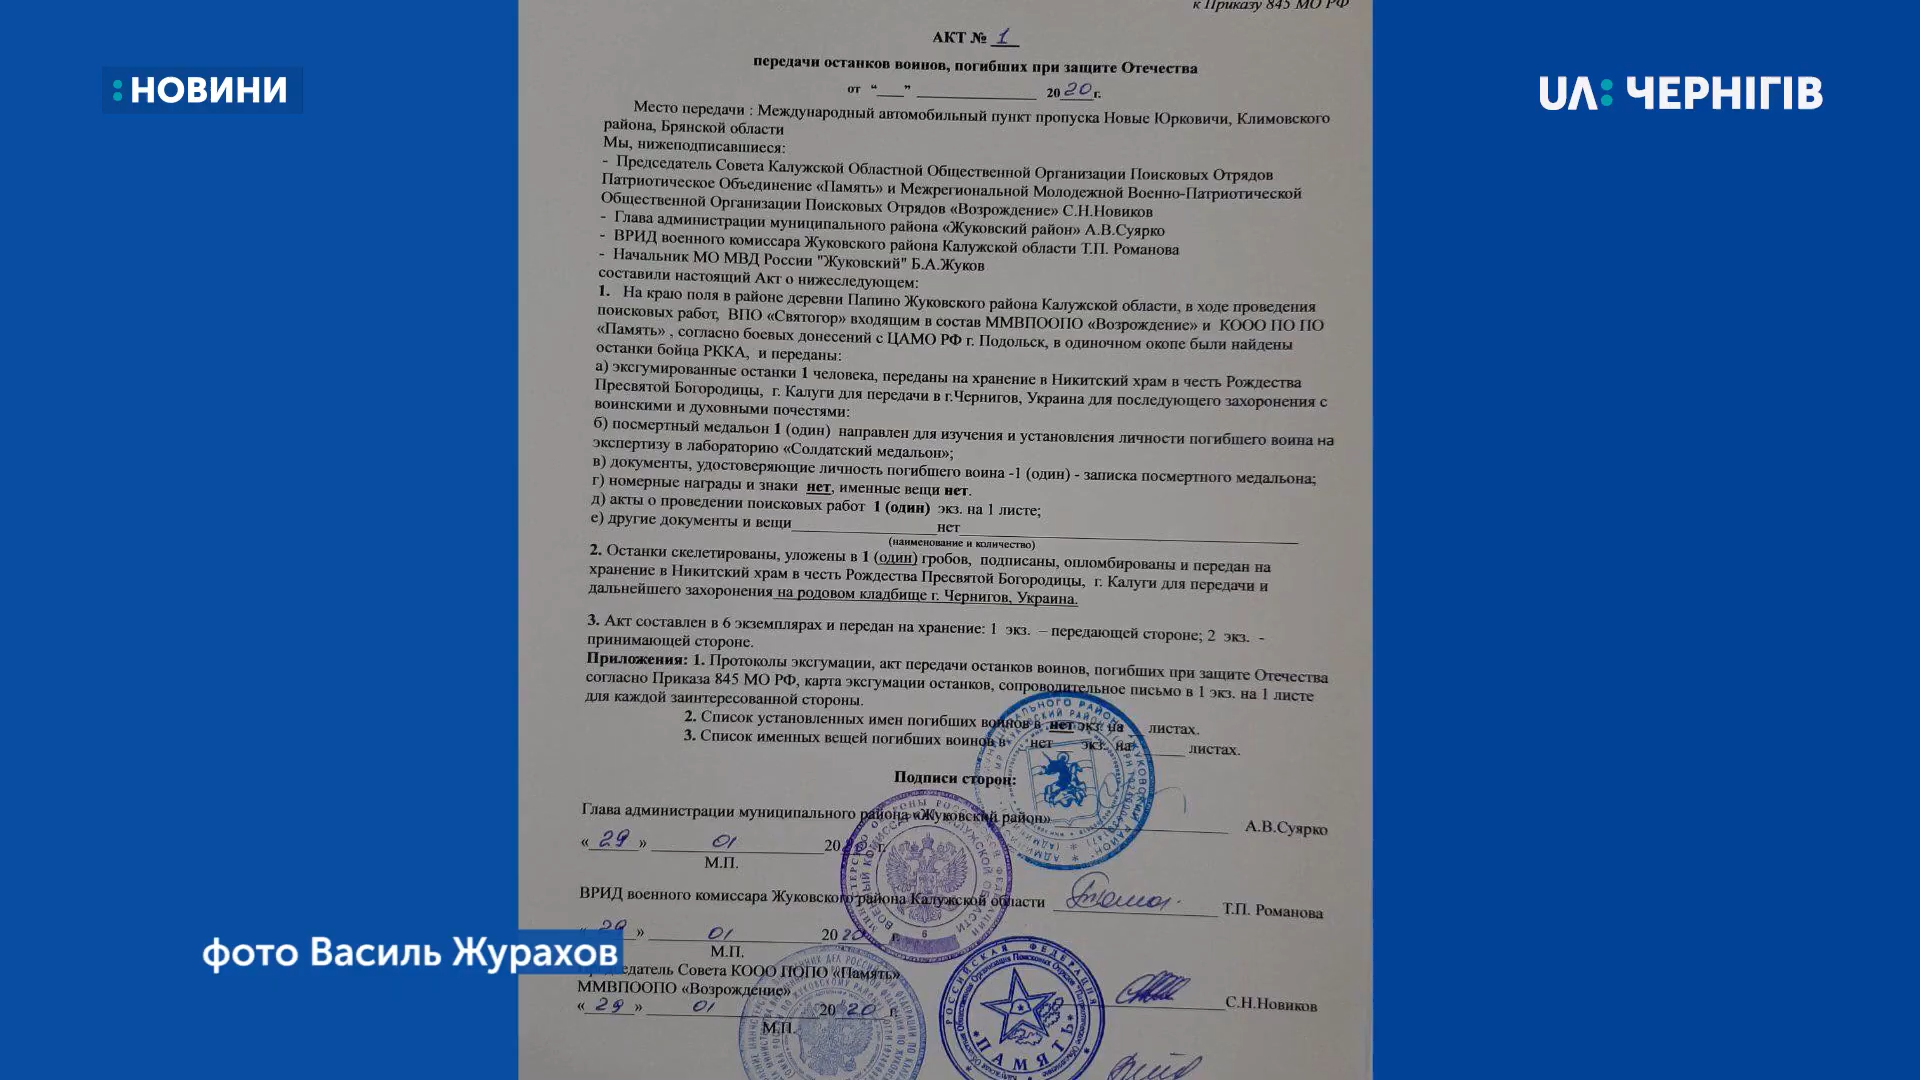 к Приказу 845 МО РФ
: НОВИНИ
UA: ЧЕРНІГІВ
АКТ № 1
передачи останков воинов, погибших при защите Отечества
от “____” ________________ 2020г.
Место передачи : Международный автомобильный пункт пропуска Новые Юрковичи, Климовского
района, Брянской области
Мы, нижеподписавшиеся:
- Председатель Совета Калужской Областной Общественной Организации Поисковых Отрядов
Патриотическое Объединение «Память» и Межрегиональной Молодежной Военно-Патриотической
Общественной Организации Поисковых Отрядов «Возрождение» С.Н.Новиков
- Глава администрации муниципального района «Жуковский район» А.В.Суярко
- ВРИД военного комиссара Жуковского района Калужской области Т.П. Романова
- Начальник МО МВД России "Жуковский" Б.А.Жуков
составили настоящий Акт о нижеследующем:
1. На краю поля в районе деревни Папино Жуковского района Калужской области, в ходе проведения
поисковых работ, ВПО «Святогор» входящим в состав ММВПООПО «Возрождение» и КООО ПО ПО
«Память» , согласно боевых донесений с ЦАМО РФ г. Подольск, в одиночном окопе были найдены
останки бойца РККА, и переданы:
а) эксгумированные останки 1 человека, переданы на хранение в Никитский храм в честь Рождества
Пресвятой Богородицы, г. Калуги для передачи в г.Чернигов, Украина для последующего захоронения с
воинскими и духовными почестями:
б) посмертный медальон 1 (один) направлен для изучения и установления личности погибшего воина на
экспертизу в лабораторию «Солдатский медальон»;
в) документы, удостоверяющие личность погибшего воина -1 (один) - записка посмертного медальона;
г) номерные награды и знаки нет, именные вещи нет.
д) акты о проведении поисковых работ 1 (один) экз. на 1 листе;
е) другие документы и вещи__________________нет__________________
(наименование и количество)
2. Останки скелетированы, уложены в 1 (один) гробов, подписаны, опломбированы и передан на
хранение в Никитский храм в честь Рождества Пресвятой Богородицы, г. Калуги для передачи и
дальнейшего захоронения на родовом кладбище г. Чернигов, Украина.
3. Акт составлен в 6 экземплярах и передан на хранение: 1 экз. – передающей стороне; 2 экз. -
принимающей стороне.
Приложения: 1. Протоколы эксгумации, акт передачи останков воинов, погибших при защите Отечества
согласно Приказа 845 МО РФ, карта эксгумации останков, сопроводительное письмо в 1 экз. на 1 листе
для каждой заинтересованной стороны.
2. Список установленных имен погибших воинов в нет экз. на ___ листах.
3. Список именных вещей погибших воинов в нет экз. на ______ листах.
Подписи сторон:
Глава администрации муниципального района «Жуковский район» ______________ А.В.Суярко
« 29 » 01 2020 г.
М.П.
ВРИД военного комиссара Жуковского района Калужской области ______________ Т.П. Романова
« 29 » 01 2020 г.
М.П.
фото Василь Журахов
Председатель Совета КООО ПОПО «Память»
ММВПООПО «Возрождение» ______________ С.Н.Новиков
« 29 » 01 2020 г.
М.П.
РОССИЙСКАЯ ФЕДЕРАЦИЯ
ПАМЯТЬ